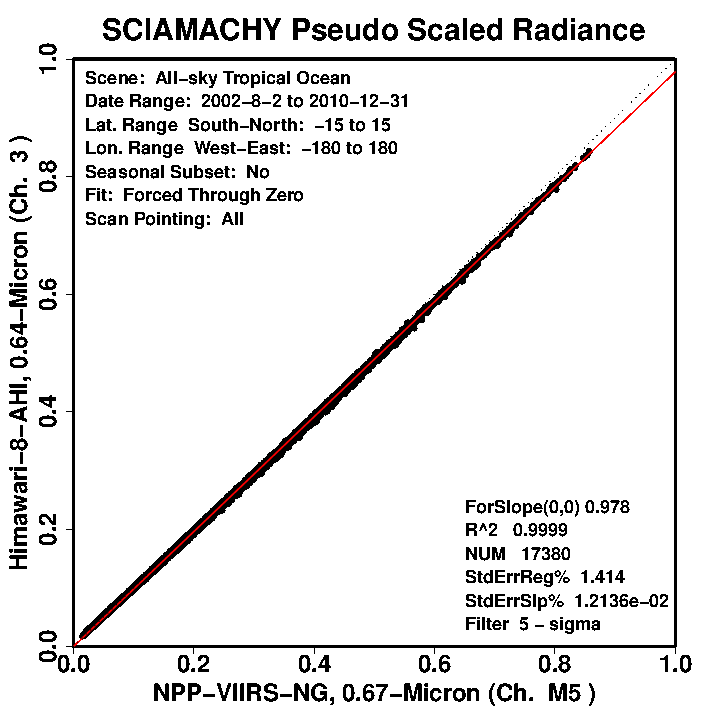 SCIAMACHY Pseudo Scaled Radiance
Scene: All-sky Tropical Ocean
Date Range: 2002-8-2 to 2010-12-31
Lat. Range South-North: -15 to 15
Lon. Range West-East: -180 to 180
Seasonal Subset: No
Fit: Forced Through Zero
Scan Pointing: All
Himawari-8-AHI, 0.64-Micron (Ch. 3 )
1.0
0.8
0.6
0.4
0.2
0.0
ForSlope(0,0) 0.978
R^2 0.9999
NUM 17380
StdErrReg% 1.414
StdErrSlp% 1.2136e-02
Filter 5 - sigma
0.0 0.2 0.4 0.6 0.8 1.0
NPP-VIIRS-NG, 0.67-Micron (Ch. M5 )